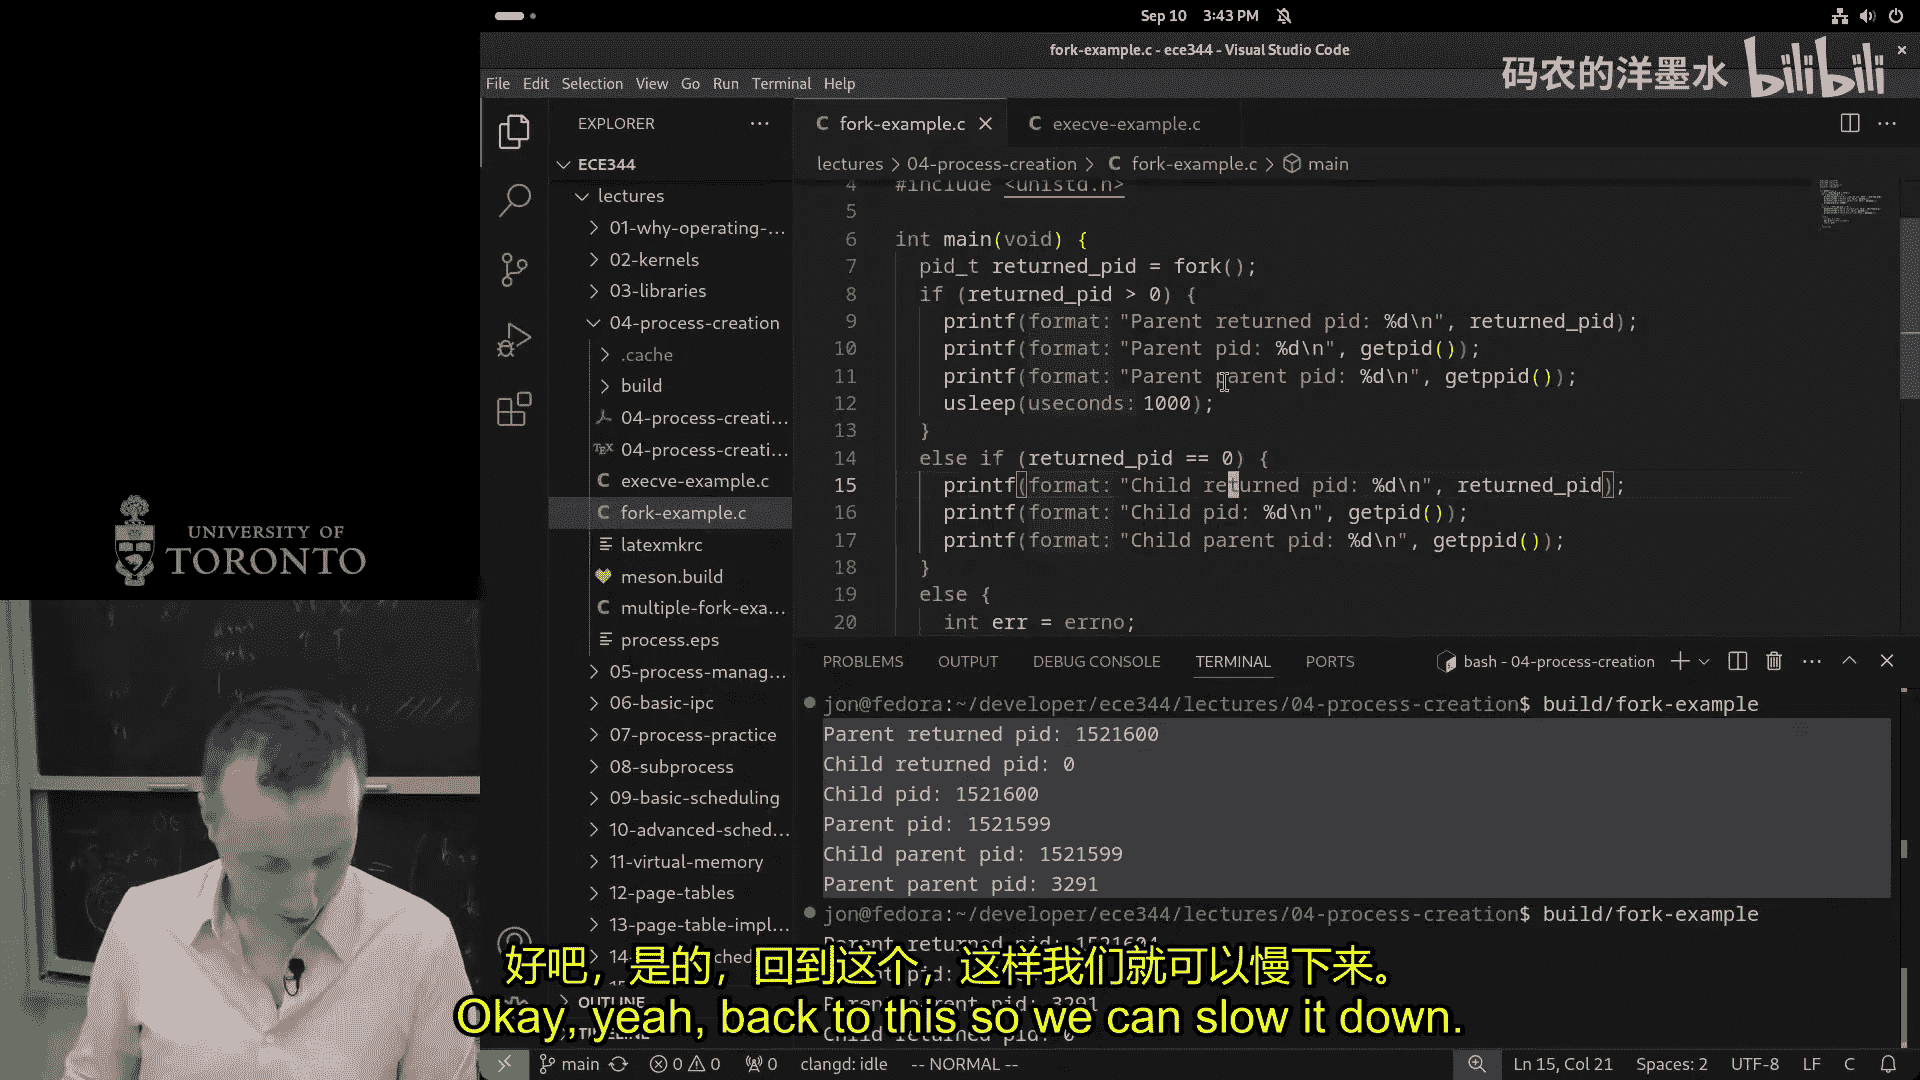 Sep 10 3:43 PM
fork-example.c - ece344 - Visual Studio Code
码农的洋墨水 bilibili
File Edit Selection View Go Run Terminal Help
EXPLORER
ECE344
lectures
01-why-operating-...
02-kernels
03-libraries
04-process-creation
.cache
build
04-process-creati...
04-process-creati...
execve-example.c
fork-example.c
latexmkrc
meson.build
multiple-fork-exa...
process.eps
05-process-manag...
06-basic-ipc
07-process-practice
08-subprocess
09-basic-scheduling
10-advanced-sched...
11-virtual-memory
12-page-tables
13-page-table-impl...
OUTLINE
TIMELINE
fork-example.c execve-example.c
lectures > 04-process-creation > C fork-example.c > main
4 #include <unistd.h>
5
6 int main(void) {
7 pid_t returned_pid = fork();
8 if (returned_pid > 0) {
9 printf(format: "Parent returned pid: %d\n", returned_pid);
10 printf(format: "Parent pid: %d\n", getpid());
11 printf(format: "Parent parent pid: %d\n", getppid());
12 usleep(useconds: 1000);
13 }
14 else if (returned_pid == 0) {
15 printf(format: "Child returned pid: %d\n", returned_pid);
16 printf(format: "Child pid: %d\n", getpid());
17 printf(format: "Child parent pid: %d\n", getppid());
18 }
19 else {
20 int err = errno;
PROBLEMS OUTPUT DEBUG CONSOLE TERMINAL PORTS
bash - 04-process-creation
jon@fedora:~/developer/ece344/lectures/04-process-creation$ build/fork-example
Parent returned pid: 1521600
Child returned pid: 0
Child pid: 1521600
Parent pid: 1521599
Child parent pid: 1521599
Parent parent pid: 3291
jon@fedora:~/developer/ece344/lectures/04-process-creation$ build/fork-example
Parent returned pid: 1521604
UNIVERSITY OF
TORONTO
好吧，是的，回到这个，这样我们就可以慢下来。
Okay, yeah, back to this so we can slow it down.
main 0 0 0 clangd: idle -- NORMAL -- Ln 15, Col 21 Spaces: 2 UTF-8 LF C